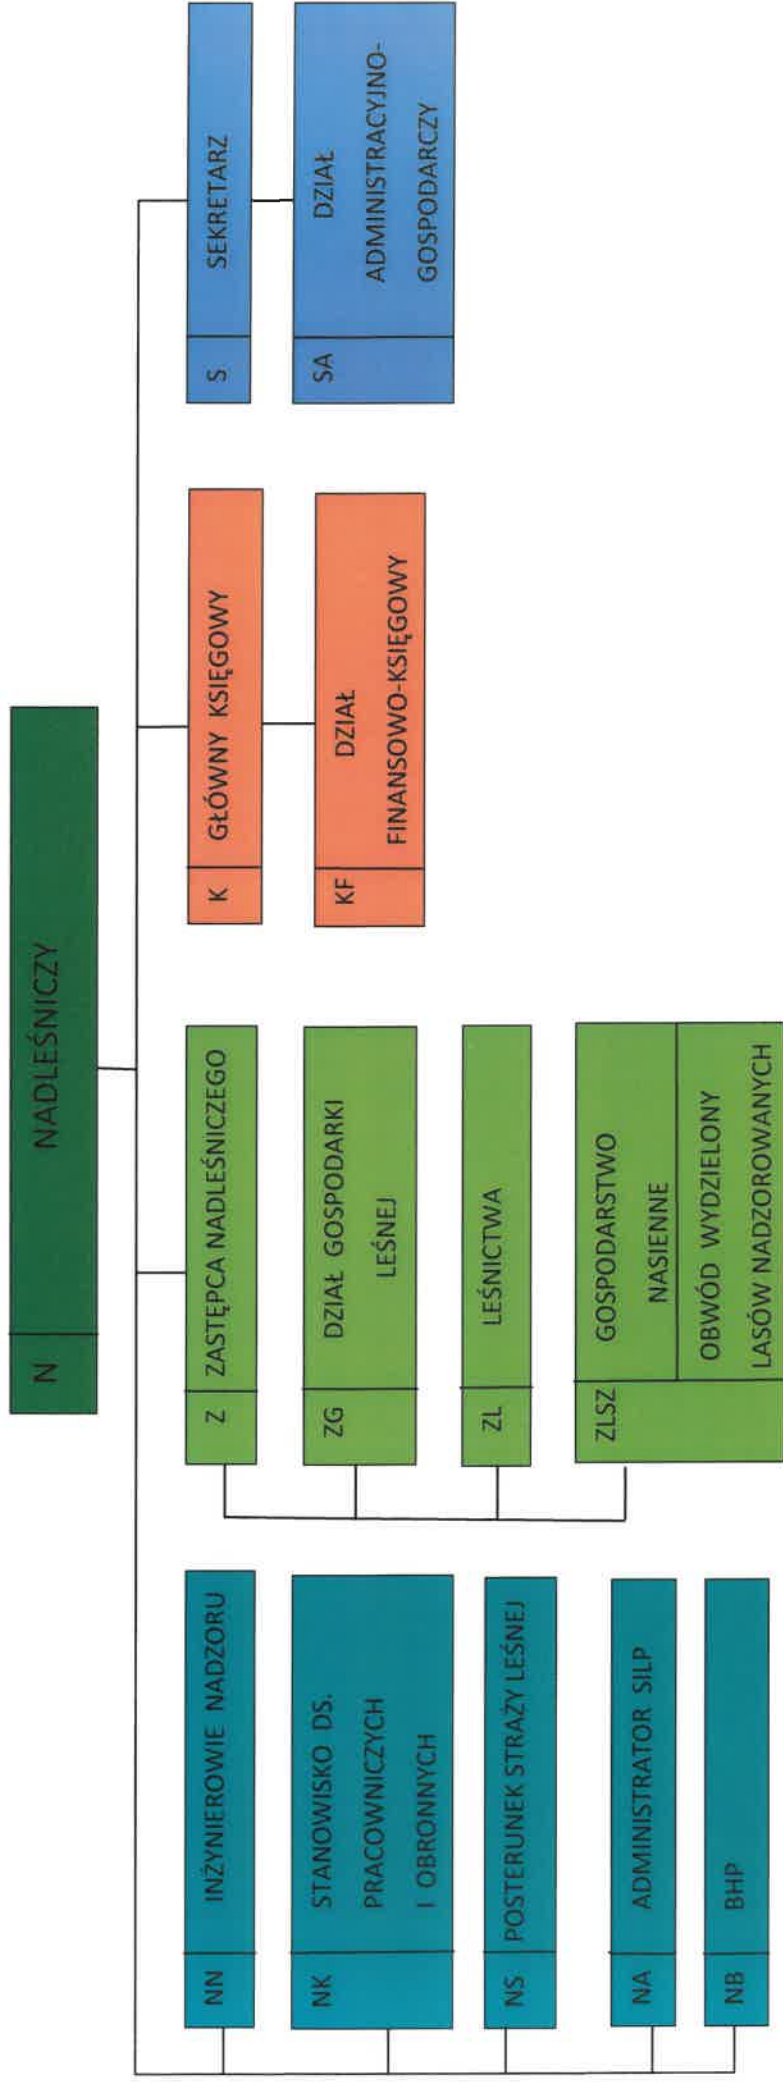 N NADLEŚNICZY
NN INŻYNIEROWIE NADZORU
NK STANOWISKO DS.
PRACOWNICZYCH
I OBRONNYCH
NS POSTERUNEK STRAŻY LEŚNEJ
NA ADMINISTRATOR SILP
NB BHP
Z ZASTĘPCA NADLEŚNICZEGO
ZG DZIAŁ GOSPODARKI
LEŚNEJ
ZL LEŚNICTWA
ZLSZ GOSPODARSTWO
NASIENNE
OBWÓD WYDZIELONY
LASÓW NADZOROWANYCH
K GŁÓWNY KSIĘGOWY
KF DZIAŁ
FINANSOWO-KSIĘGOWY
S SEKRETARZ
SA DZIAŁ
ADMINISTRACYJNO-
GOSPODARCZY